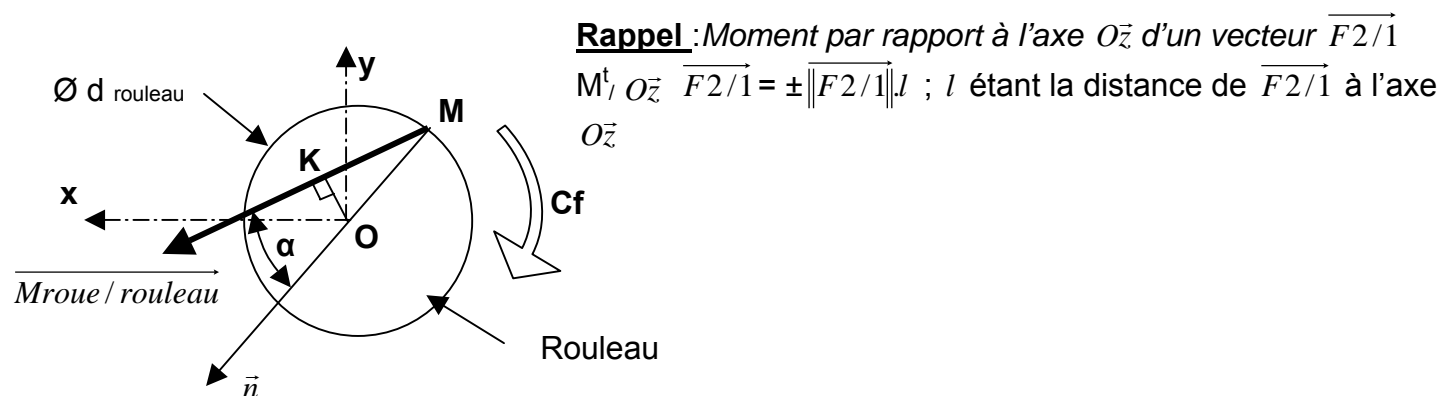 Rappel :Moment par rapport à l'axe Oz⃗ d'un vecteur F2/1
Mᵗ/ Oz⃗ F2/1 = ±||F2/1||.l ; l étant la distance de F2/1 à l'axe
Oz⃗
y
Ø d rouleau
M
K
x
Cf
α
O
Mroue / rouleau
Rouleau
n⃗